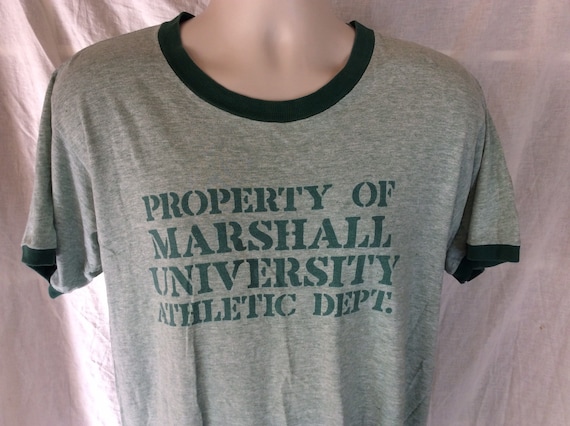 PROPERTY OF
MARSHALL
UNIVERSITY
ATHLETIC DEPT.